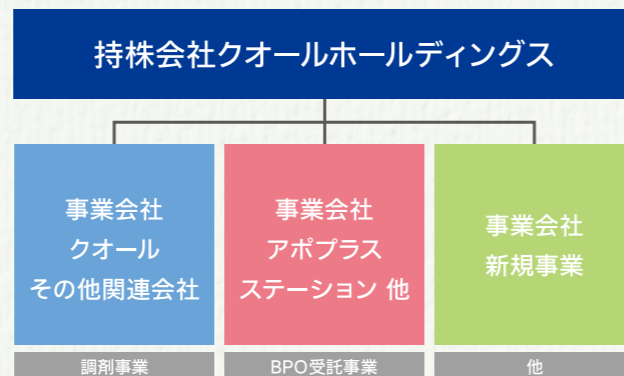 持株会社クオールホールディングス
事業会社
クオール
その他関連会社
調剤事業
事業会社
アポプラス
ステーション 他
BPO受託事業
事業会社
新規事業
他